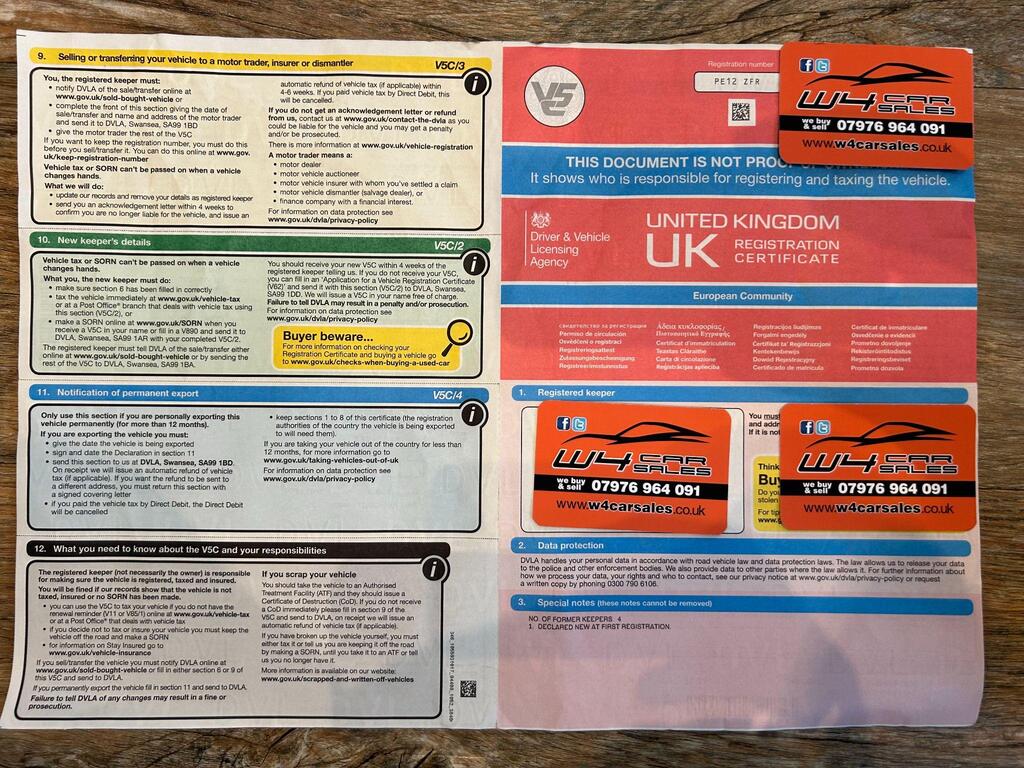 9. Selling or transferring your vehicle to a motor trader, insurer or dismantler
V5C/3
You, the registered keeper must:
• notify DVLA of the sale/transfer online at
www.gov.uk/sold-bought-vehicle or
• complete the front of this section giving the date of
sale/transfer and name and address of the motor trader
and send it to DVLA, Swansea, SA99 1BD
• give the motor trader the rest of the V5C
If you want to keep the registration number, you must do this
before you sell/transfer it. You can do this online at www.gov.
uk/keep-registration-number
Vehicle tax or SORN can't be passed on when a vehicle
changes hands.
What we will do:
• update our records and remove your details as registered keeper
• send you an acknowledgement letter within 4 weeks to
confirm you are no longer liable for the vehicle, and issue an
automatic refund of vehicle tax (if applicable) within
4-6 weeks. If you paid vehicle tax by Direct Debit, this
will be cancelled.
If you do not get an acknowledgement letter or refund
from us, contact us at www.gov.uk/contact-the-dvla as you
could be liable for the vehicle and you may get a penalty
and/or be prosecuted.
There is more information at www.gov.uk/vehicle-registration
A motor trader means a:
• motor dealer
• motor vehicle auctioneer
• motor vehicle insurer with whom you've settled a claim
• motor vehicle dismantler (salvage dealer), or
• finance company with a financial interest.
For information on data protection see
www.gov.uk/dvla/privacy-policy
10. New keeper's details
V5C/2
Vehicle tax or SORN can't be passed on when a vehicle
changes hands.
What you, the new keeper must do:
• make sure section 6 has been filled in correctly
• tax the vehicle immediately at www.gov.uk/vehicle-tax
or at a Post Office® branch that deals with vehicle tax using
this section (V5C/2), or
• make a SORN online at www.gov.uk/SORN when you
receive a V5C in your name or fill in a V890 and send it to
DVLA, Swansea, SA99 1AR with your completed V5C/2.
The registered keeper must tell DVLA of the sale/transfer either
online at www.gov.uk/sold-bought-vehicle or by sending the
rest of the V5C to DVLA, Swansea, SA99 1BA.
You should receive your new V5C within 4 weeks of the
registered keeper telling us. If you do not receive your V5C,
you can fill in an 'Application for a Vehicle Registration Certificate
(V62)' and send it with this section (V5C/2) to DVLA, Swansea,
SA99 1DD. We will issue a V5C in your name free of charge.
Failure to tell DVLA may result in a penalty and/or prosecution.
For information on data protection see
www.gov.uk/dvla/privacy-policy
Buyer beware...
For more information on checking your
Registration Certificate and buying a vehicle go
to www.gov.uk/checks-when-buying-a-used-car
11. Notification of permanent export
V5C/4
Only use this section if you are personally exporting this
vehicle permanently (for more than 12 months).
If you are exporting the vehicle you must:
• give the date the vehicle is being exported
• sign and date the Declaration in section 11
• send this section to us at DVLA, Swansea, SA99 1BD.
On receipt we will issue an automatic refund of vehicle
tax (if applicable). If you want the refund to be sent to
a different address, you must return this section with
a signed covering letter
• if you paid the vehicle tax by Direct Debit, the Direct Debit
will be cancelled
• keep sections 1 to 8 of this certificate (the registration
authorities of the country the vehicle is being exported
to will need them).
If you are taking your vehicle out of the country for less than
12 months, for more information go to
www.gov.uk/taking-vehicles-out-of-uk
For information on data protection see
www.gov.uk/dvla/privacy-policy
12. What you need to know about the V5C and your responsibilities
The registered keeper (not necessarily the owner) is responsible
for making sure the vehicle is registered, taxed and insured.
You will be fined if our records show that the vehicle is not
taxed, insured or no SORN has been made.
• you can use the V5C to tax your vehicle if you do not have the
renewal reminder (V11 or V85/1) online at www.gov.uk/vehicle-tax
or at a Post Office® that deals with vehicle tax
• if you decide not to tax or insure your vehicle you must keep the
vehicle off the road and make a SORN
• for information on Stay Insured go to
www.gov.uk/vehicle-insurance
If you sell/transfer the vehicle you must notify DVLA online at
www.gov.uk/sold-bought-vehicle or fill in either section 6 or 9 of
this V5C and send to DVLA.
If you permanently export the vehicle fill in section 11 and send to DVLA.
Failure to tell DVLA of any changes may result in a fine or
prosecution.
If you scrap your vehicle
You should take the vehicle to an Authorised
Treatment Facility (ATF) and they should issue a
Certificate of Destruction (CoD). If you do not receive
a CoD immediately please fill in section 9 of the
V5C and send to DVLA, on receipt we will issue an
automatic refund of vehicle tax (if applicable).
If you have broken up the vehicle yourself, you must
either tax it or tell us you are keeping it off the road
by making a SORN, until you take it to an ATF or tell
us you no longer have it.
More information is available on our website:
www.gov.uk/scrapped-and-written-off-vehicles
V5C
Registration number
PE12 ZFR
W4 CAR
SALES
we buy
& sell 07976 964 091
www.w4carsales.co.uk
THIS DOCUMENT IS NOT
It shows who is responsible for registering and taxing the vehicle.
Driver & Vehicle
Licensing
Agency
UNITED KINGDOM
UK REGISTRATION
CERTIFICATE
European Community
свидетелство за регистрация
Permiso de circulación
Osvědčení o registraci
Registreringsattest
Zulassungsbescheinigung
Registreerimistunnistus
Άδεια κυκλοφορίας/
Πιστοποιητικό Εγγραφής
Certificat d'immatriculation
Teastas Cláraithe
Carta di circolazione
Reģistrācijas apliecība
Registracijos liudijimas
Forgalmi engedély
Ċertifikat ta' Reġistrazzjoni
Kentekenbewijs
Dowód Rejestracyjny
Certificado de matrícula
Certificat de înmatriculare
Osvedčenie o evidencii
Prometno dovoljenje
Rekisteröintitodistus
Registreringsbeviset
Prometna dozvola
1. Registered keeper
You must
and addr
If it is not
W4 CAR
SALES
we buy
& sell 07976 964 091
www.w4carsales.co.uk
Think
Buy
Do you
stolen
For tip
www.g
W4 CAR
SALES
we buy
& sell 07976 964 091
www.w4carsales.co.uk
2. Data protection
DVLA handles your personal data in accordance with road vehicle law and data protection laws. The law allows us to release your data
to the police and other enforcement bodies. We also provide data to other parties where the law allows it. For further information about
how we process your data, your rights and who to contact, see our privacy notice at www.gov.uk/dvla/privacy-policy or request
a written copy by phoning 0300 790 6106.
3. Special notes (these notes cannot be removed)
NO. OF FORMER KEEPERS 4
1. DECLARED NEW AT FIRST REGISTRATION.